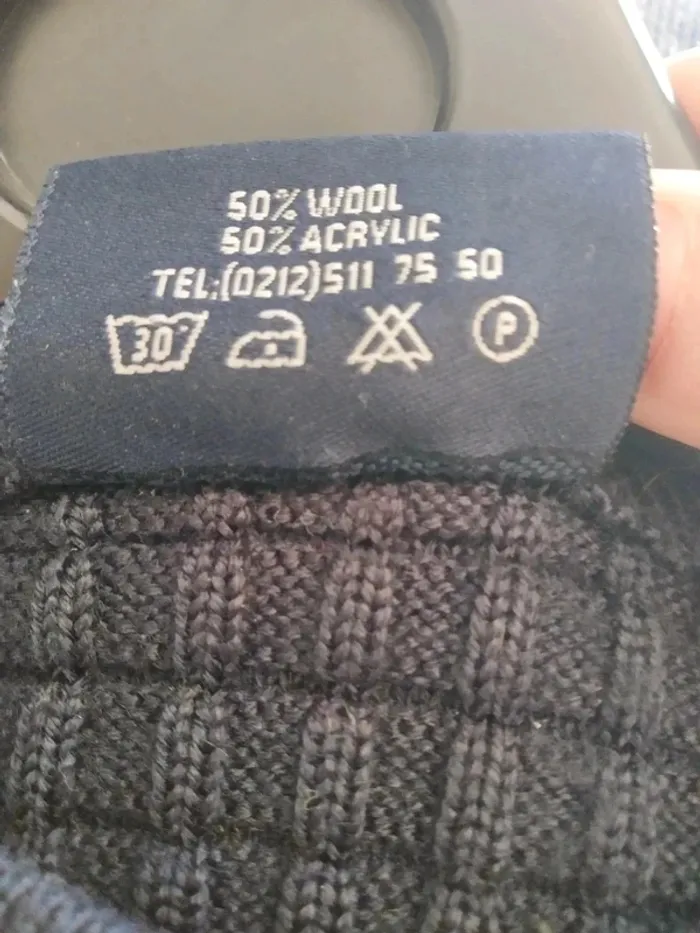 50% WOOL
50% ACRYLIC
TEL:(0212)511 75 50
30° P